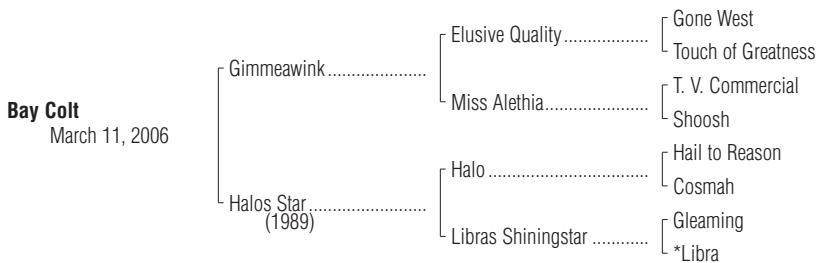 Gone West
Elusive Quality....................
Touch of Greatness
Gimmeawink.......................
T. V. Commercial
Miss Alethia........................
Shoosh
Bay Colt
March 11, 2006
Hail to Reason
Halo.....................................
Cosmah
Halos Star...........................
(1989)
Gleaming
Libras Shiningstar.............
*Libra